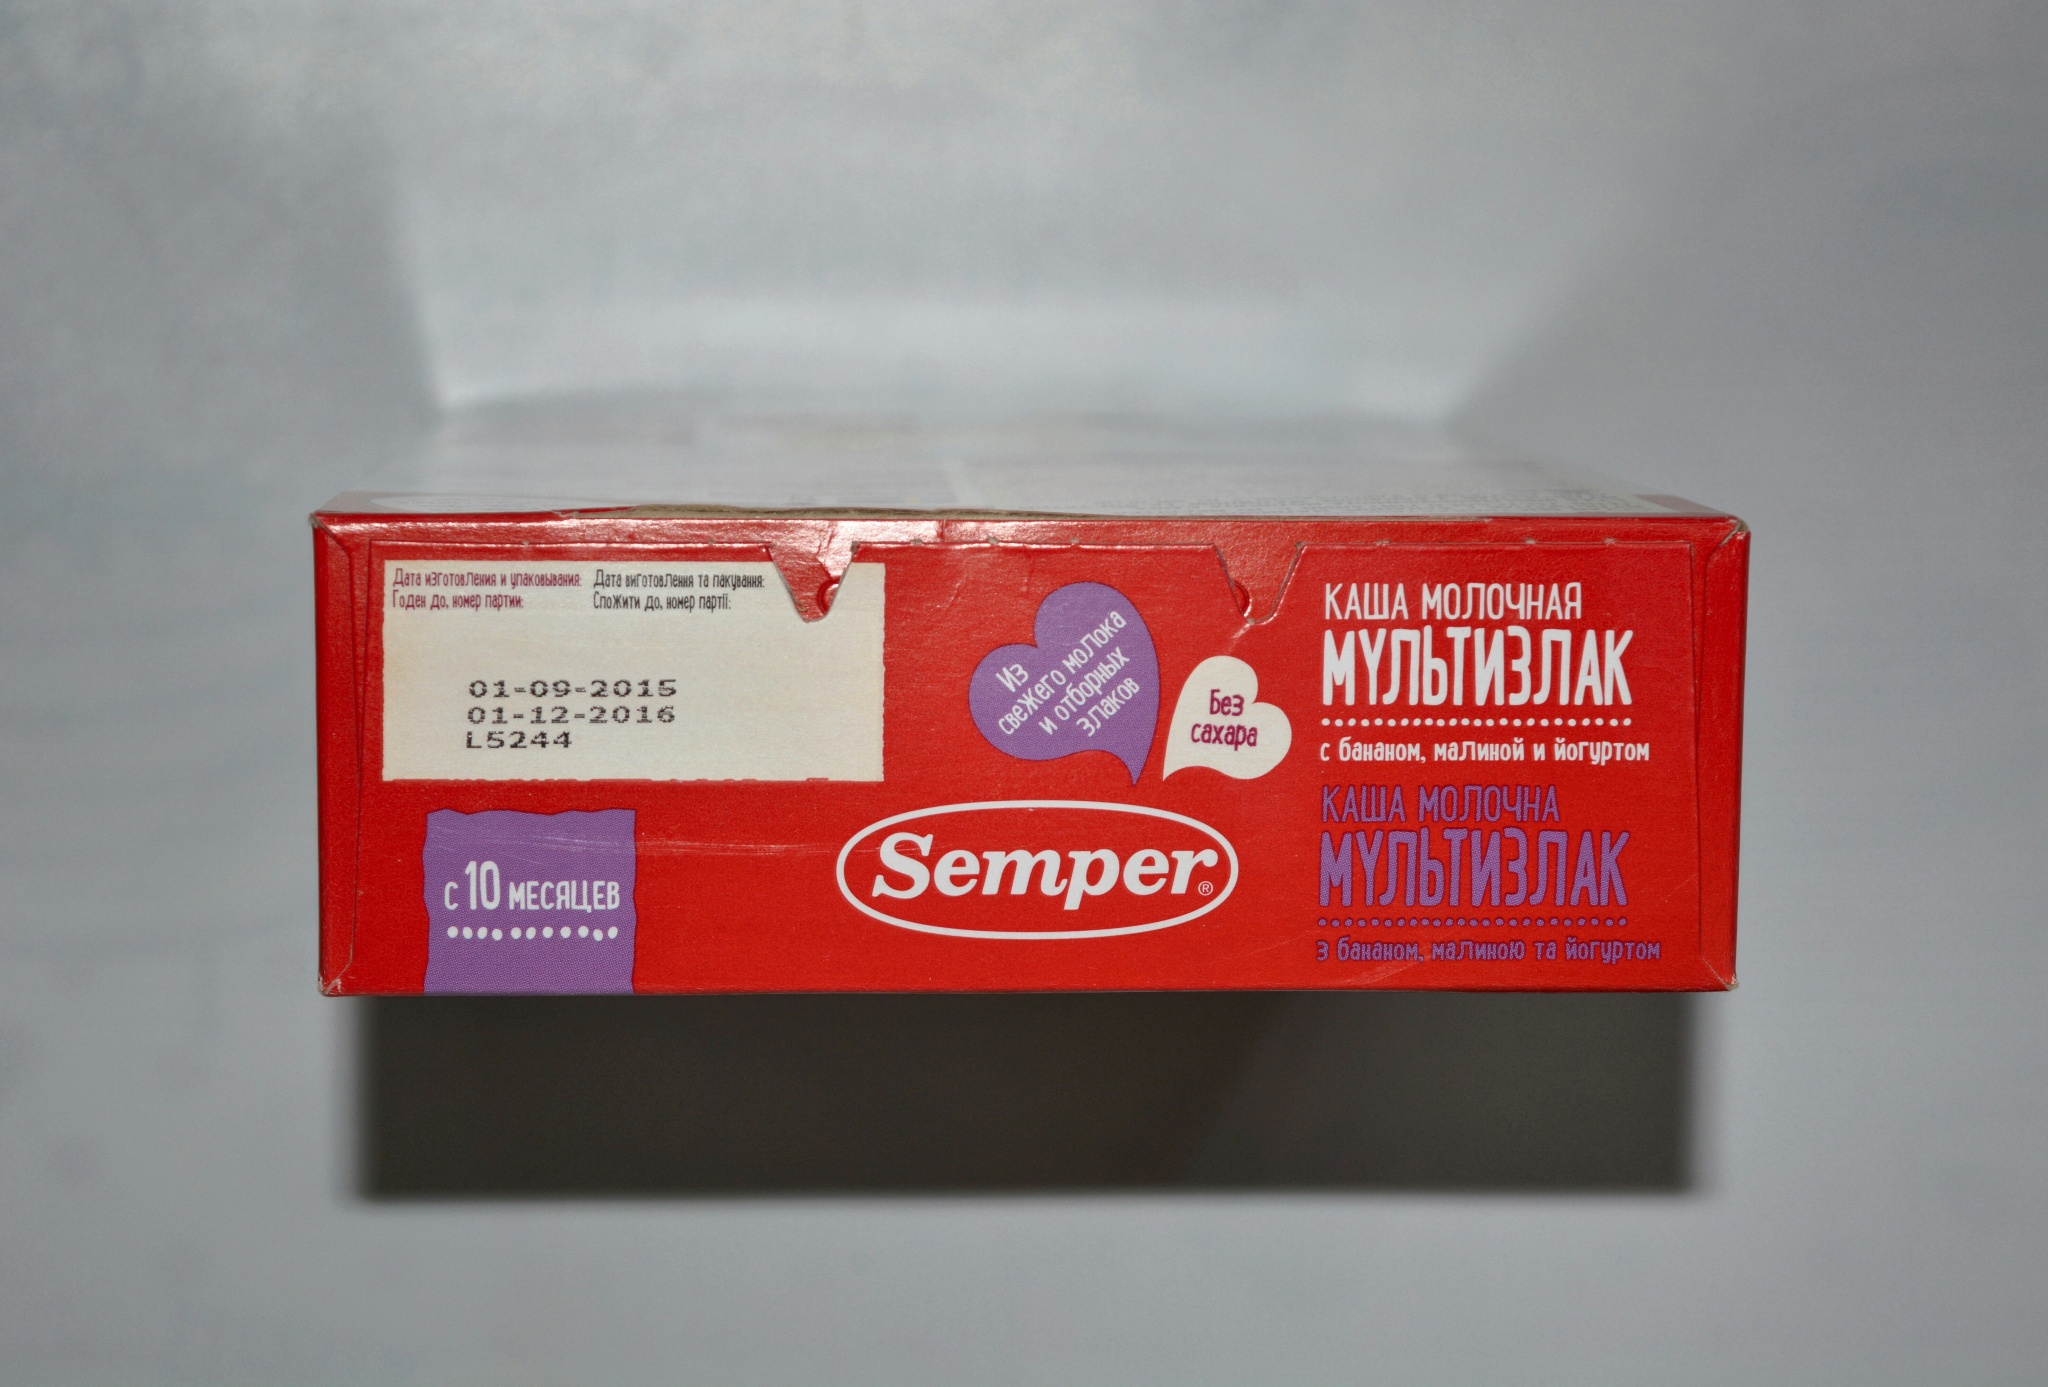 Дата изготовления и упаковывания:
Годен до, номер партии:
Дата виготовлення та пакування:
Спожити до, номер партії:
01-09-2015
01-12-2016
L5244
Из
свежего молока
и отборных
злаков
Без
сахара
КАША МОЛОЧНАЯ
МУЛЬТИЗЛАК
с бананом, малиной и йогуртом
КАША МОЛОЧНА
МУЛЬТИЗЛАК
з бананом, малиною та йогуртом
с 10 МЕСЯЦЕВ
Semper®